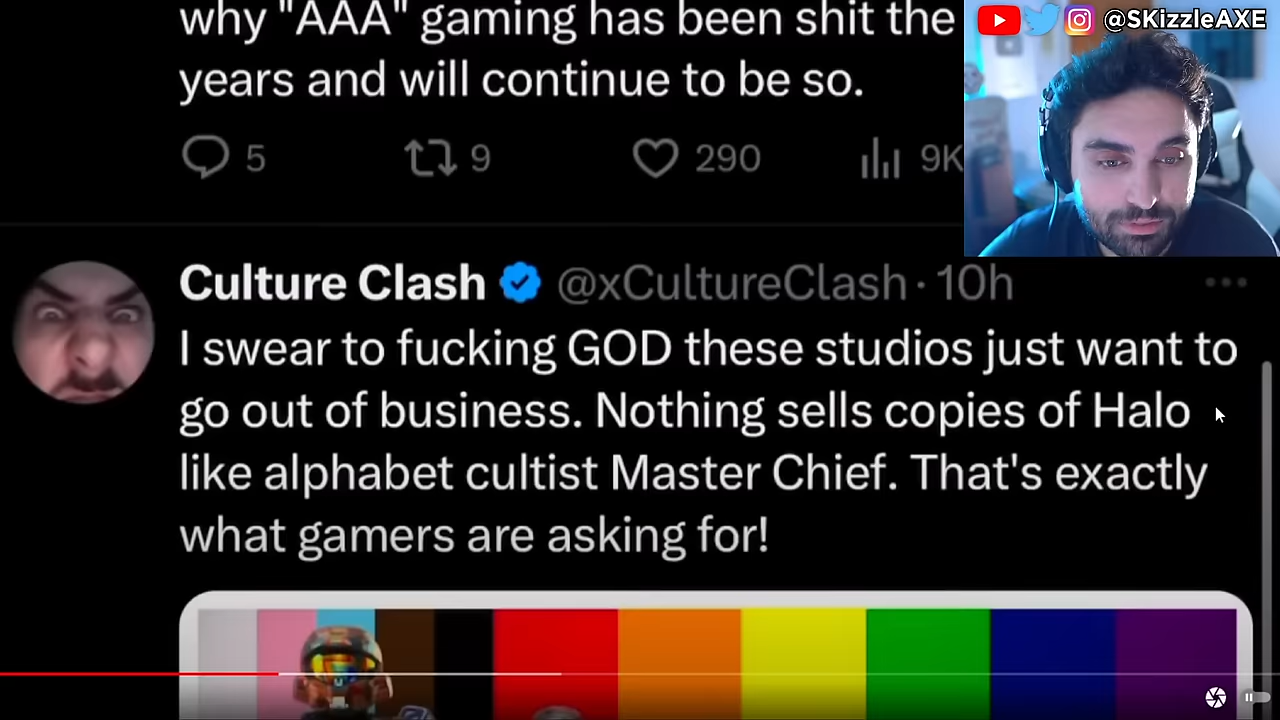 why "AAA" gaming has been shit the
@SKizzleAXE
years and will continue to be so.
5 9 290 9K
Culture Clash @xCultureClash · 10h
I swear to fucking GOD these studios just want to
go out of business. Nothing sells copies of Halo
like alphabet cultist Master Chief. That's exactly
what gamers are asking for!